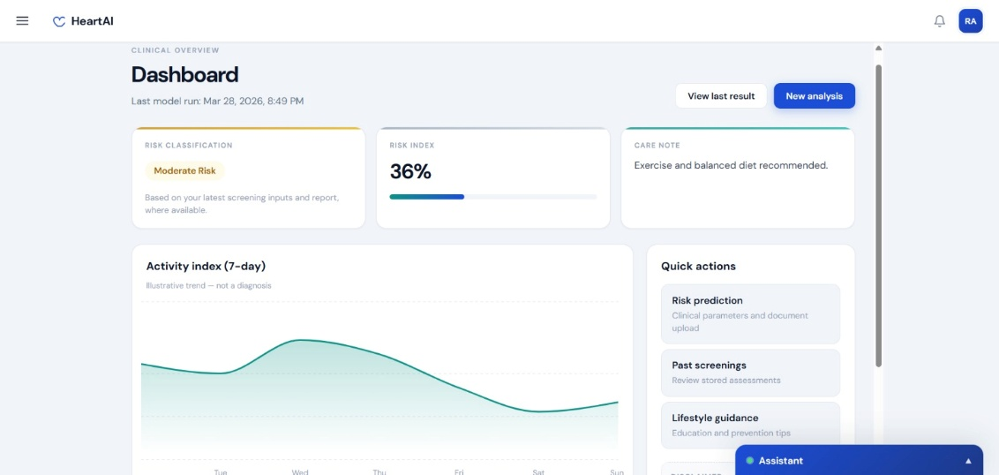 HeartAI
RA
CLINICAL OVERVIEW
Dashboard
Last model run: Mar 28, 2026, 8:49 PM
View last result
New analysis
RISK CLASSIFICATION
Moderate Risk
Based on your latest screening inputs and report,
where available.
RISK INDEX
36%
CARE NOTE
Exercise and balanced diet recommended.
Activity index (7-day)
Illustrative trend — not a diagnosis
Tue
Wed
Thu
Fri
Sat
Sun
Quick actions
Risk prediction
Clinical parameters and document
upload
Past screenings
Review stored assessments
Lifestyle guidance
Education and prevention tips
Assistant